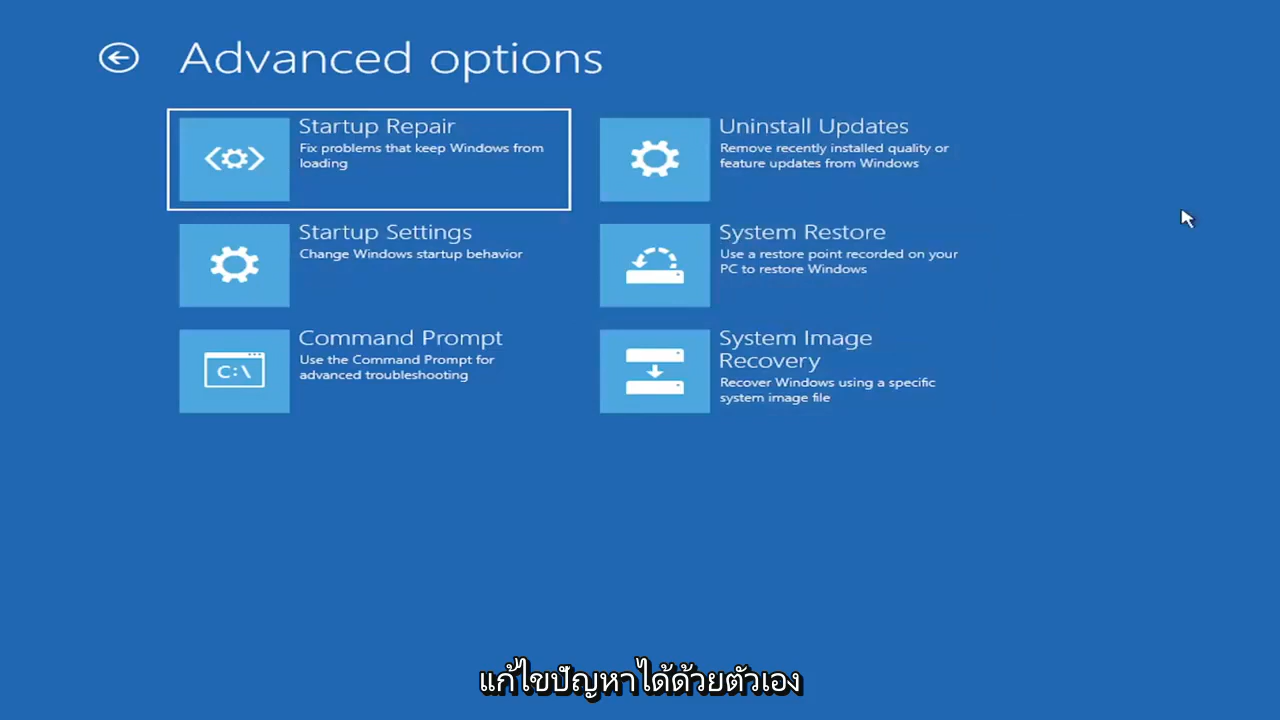 Advanced options
Startup Repair
Fix problems that keep Windows from
loading
Uninstall Updates
Remove recently installed quality or
feature updates from Windows
Startup Settings
Change Windows startup behavior
System Restore
Use a restore point recorded on your
PC to restore Windows
Command Prompt
Use the Command Prompt for
advanced troubleshooting
C:\
System Image
Recovery
Recover Windows using a specific
system image file
แก้ไขปัญหาได้ด้วยตัวเอง